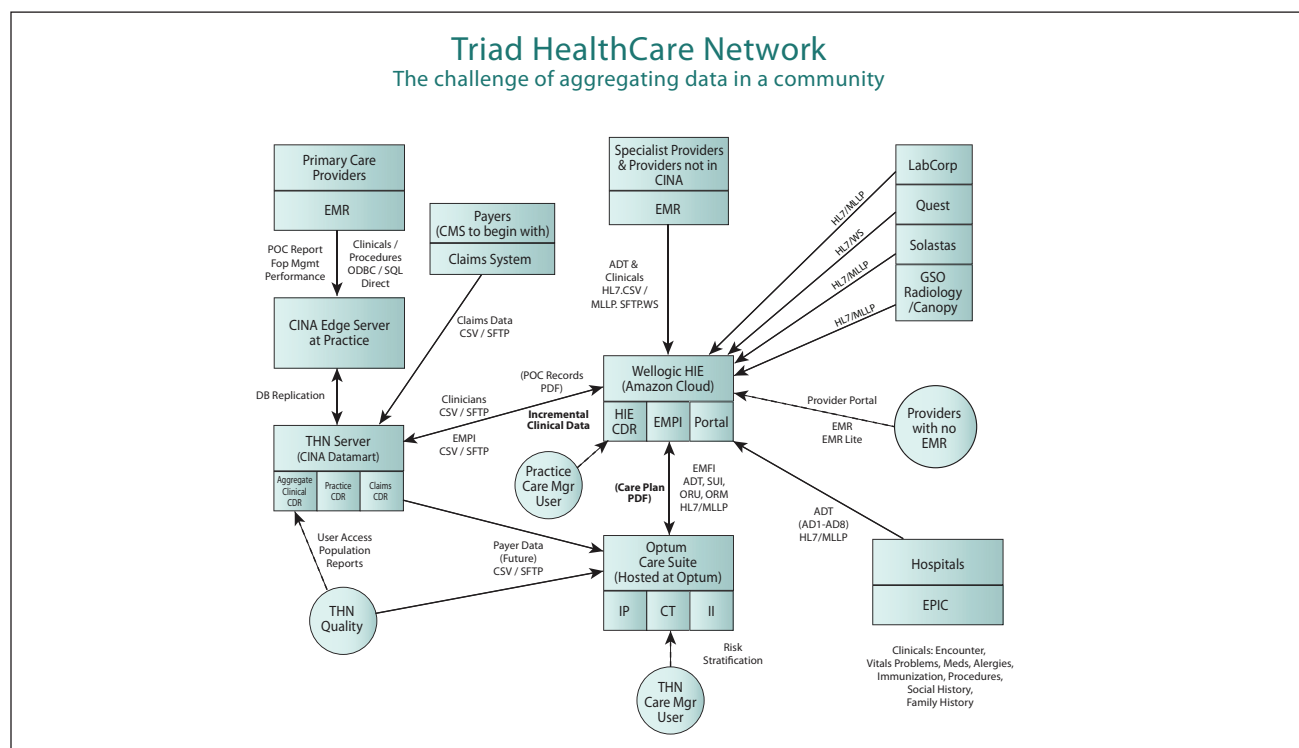 Triad HealthCare Network
The challenge of aggregating data in a community
Primary Care
Providers
EMR
POC Report
Fop Mgmt
Performance
Clinicals /
Procedures
ODBC / SQL
Direct
CINA Edge Server
at Practice
DB Replication
THN Server
(CINA Datamart)
Aggregate
Clinical
CDR
Practice
CDR
Claims
CDR
User Access
Population
Reports
THN
Quality
Payers
(CMS to begin with)
Claims System
Claims Data
CSV / SFTP
Clinicians
CSV / SFTP
EMPI
CSV / SFTP
(POC Records
PDF)
Incremental
Clinical Data
Practice
Care Mgr
User
Payer Data
(Future)
CSV / SFTP
Specialist Providers
& Providers not in
CINA
EMR
ADT &
Clinicals
HL7.CSV /
MLLP. SFTP.WS
Wellogic HIE
(Amazon Cloud)
HIE
CDR
EMPI
Portal
(Care Plan
PDF)
EMFI
ADT, SUI,
ORU, ORM
HL7/MLLP
Optum
Care Suite
(Hosted at Optum)
IP
CT
II
Risk
Stratification
THN
Care Mgr
User
LabCorp
Quest
Solastas
GSO
Radiology
/Canopy
HL7/MLLP
HL7/WS
HL7/MLLP
HL7/MLLP
Provider Portal
EMR
EMR Lite
Providers
with no
EMR
ADT
(AD1-AD8)
HL7/MLLP
Hospitals
EPIC
Clinicals: Encounter,
Vitals Problems, Meds, Alergies,
Immunization, Procedures,
Social History,
Family History